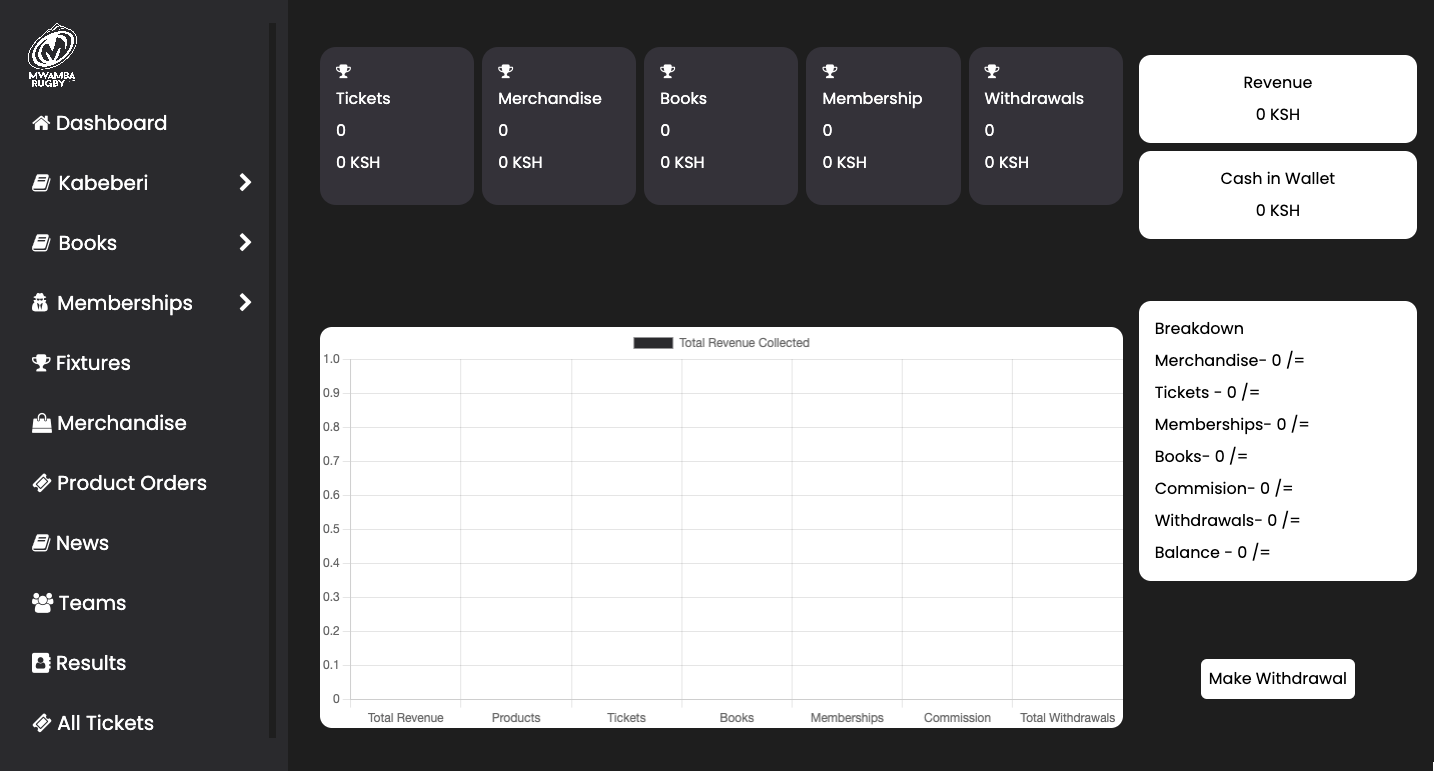 MWAMBA
RUGBY
Dashboard
Kabeberi
Books
Memberships
Fixtures
Merchandise
Product Orders
News
Teams
Results
All Tickets
Tickets
0
0 KSH
Merchandise
0
0 KSH
Books
0
0 KSH
Membership
0
0 KSH
Withdrawals
0
0 KSH
Revenue
0 KSH
Cash in Wallet
0 KSH
Total Revenue Collected
1.0
0.9
0.8
0.7
0.6
0.5
0.4
0.3
0.2
0.1
0
Total Revenue Products Tickets Books Memberships Commission Total Withdrawals
Breakdown
Merchandise- 0 /=
Tickets - 0 /=
Memberships- 0 /=
Books- 0 /=
Commision- 0 /=
Withdrawals- 0 /=
Balance - 0 /=
Make Withdrawal